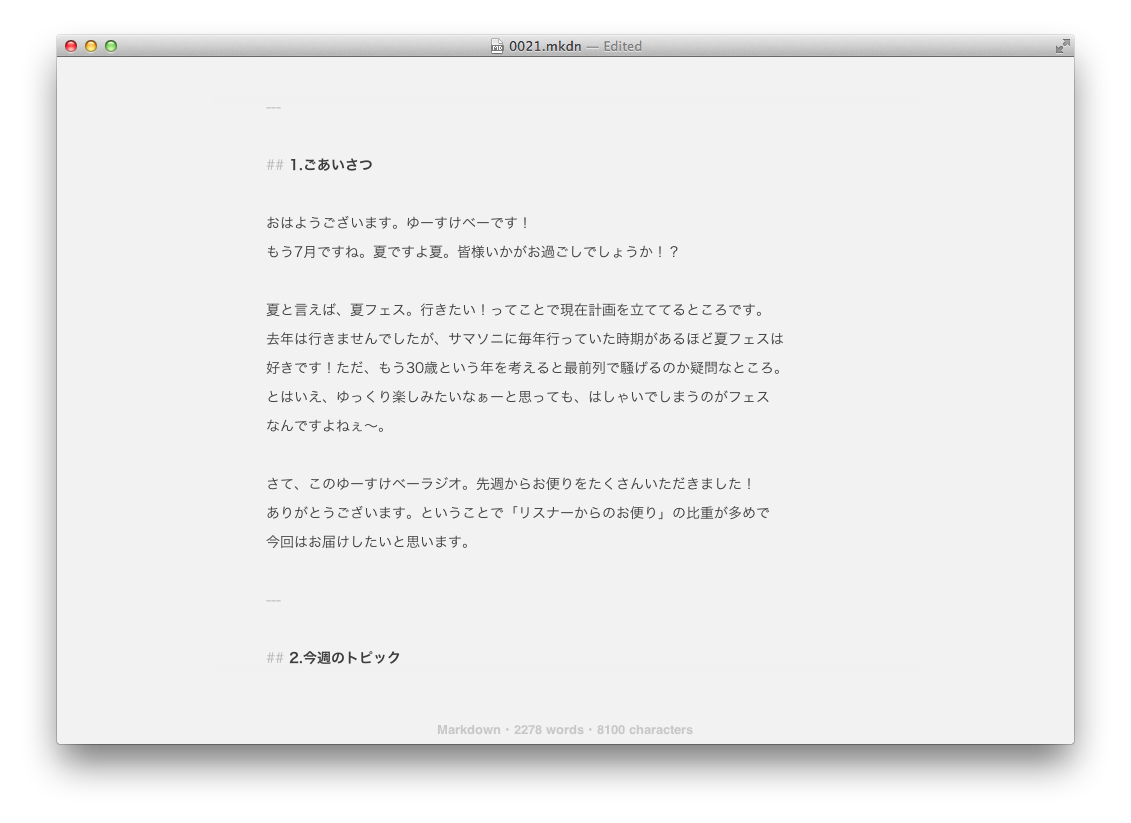 0021.mkdn — Edited
---
## 1.ごあいさつ
おはようございます。ゆーすけべーです！
もう7月ですね。夏ですよ夏。皆様いかがお過ごしでしょうか！？
夏と言えば、夏フェス。行きたい！ってことで現在計画を立ててるところです。
去年は行きませんでしたが、サマソニに毎年行っていた時期があるほど夏フェスは
好きです！ただ、もう30歳という年を考えると最前列で騒げるのか疑問なところ。
とはいえ、ゆっくり楽しみたいなぁーと思っても、はしゃいでしまうのがフェス
なんですよねぇ〜。
さて、このゆーすけべーラジオ。先週からお便りをたくさんいただきました！
ありがとうございます。ということで「リスナーからのお便り」の比重が多めで
今回はお届けしたいと思います。
---
## 2.今週のトピック
Markdown · 2278 words · 8100 characters